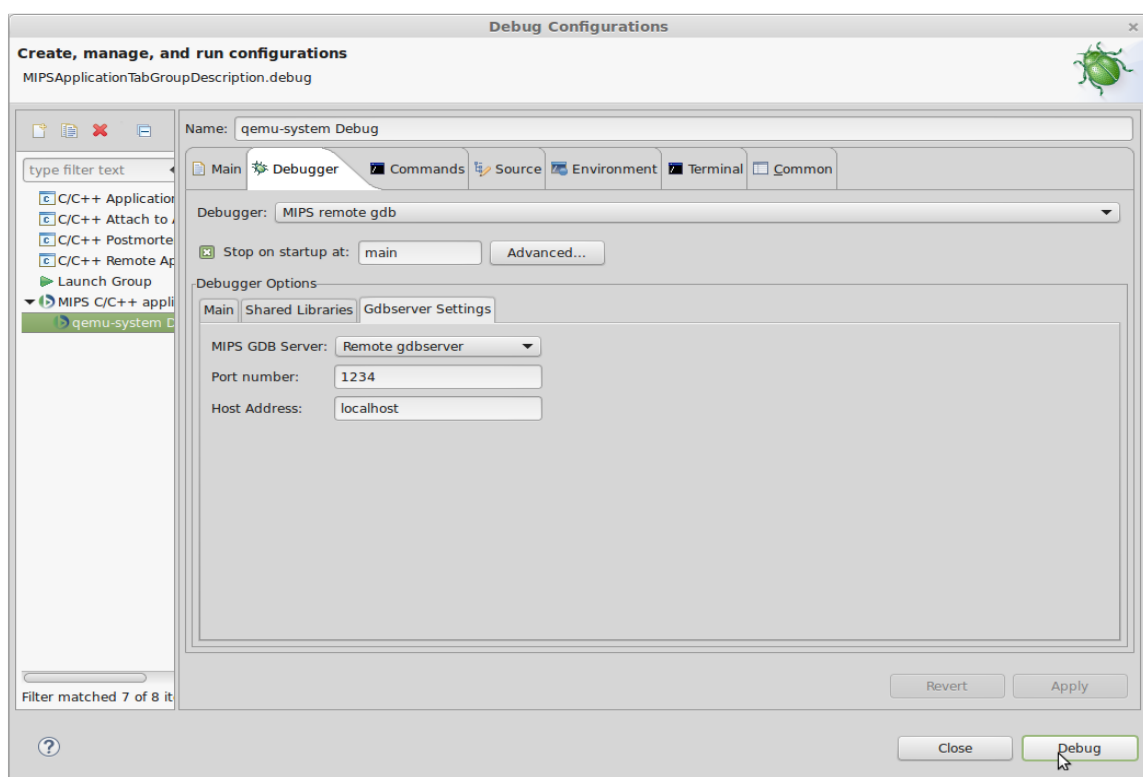 Debug Configurations
Create, manage, and run configurations
MIPSApplicationTabGroupDescription.debug
type filter text
C/C++ Application
C/C++ Attach to A
C/C++ Postmorte
C/C++ Remote Ap
Launch Group
MIPS C/C++ appli
qemu-system D
Filter matched 7 of 8 it
Name: qemu-system Debug
Main Debugger Commands Source Environment Terminal Common
Debugger: MIPS remote gdb
Stop on startup at: main Advanced...
Debugger Options
Main Shared Libraries Gdbserver Settings
MIPS GDB Server: Remote gdbserver
Port number: 1234
Host Address: localhost
Revert Apply
Close Debug